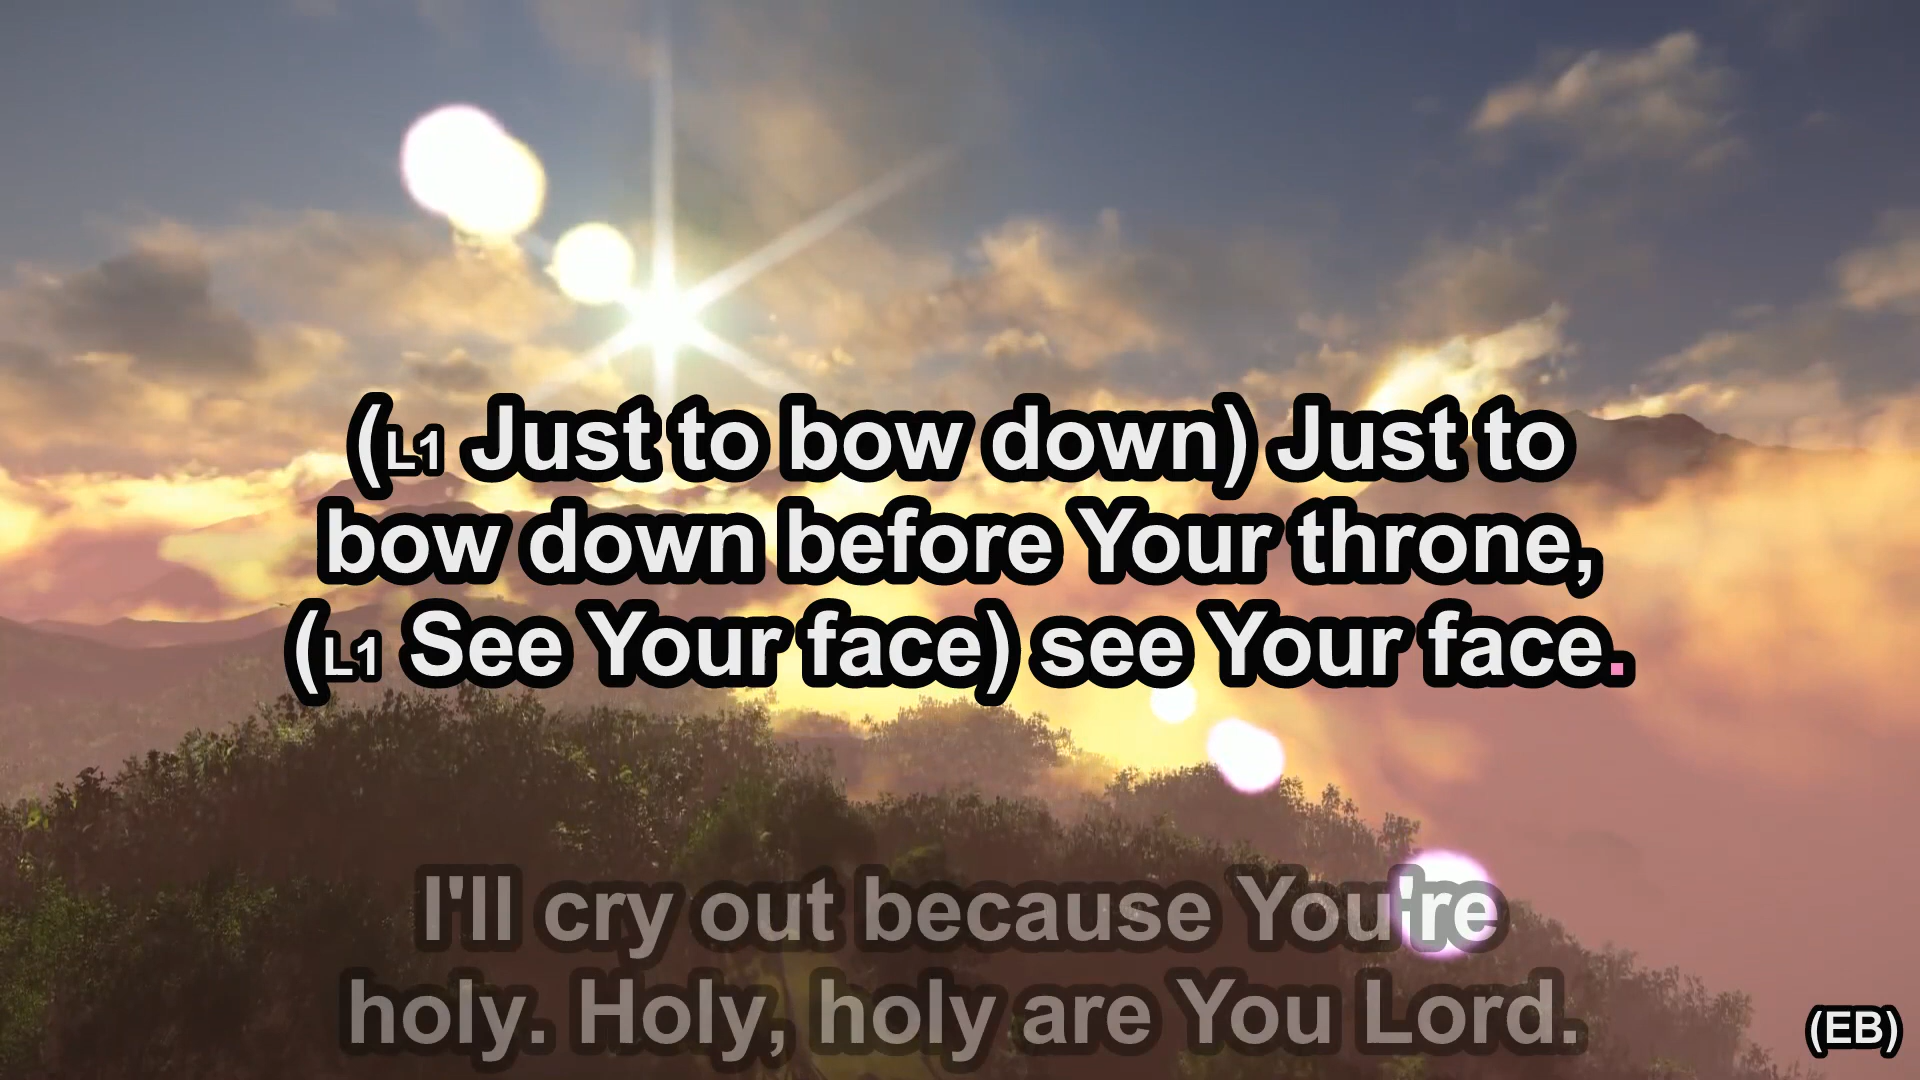 (L1 Just to bow down) Just to
bow down before Your throne,
(L1 See Your face) see Your face.
I'll cry out because You're
holy. Holy, holy are You Lord.
(EB)